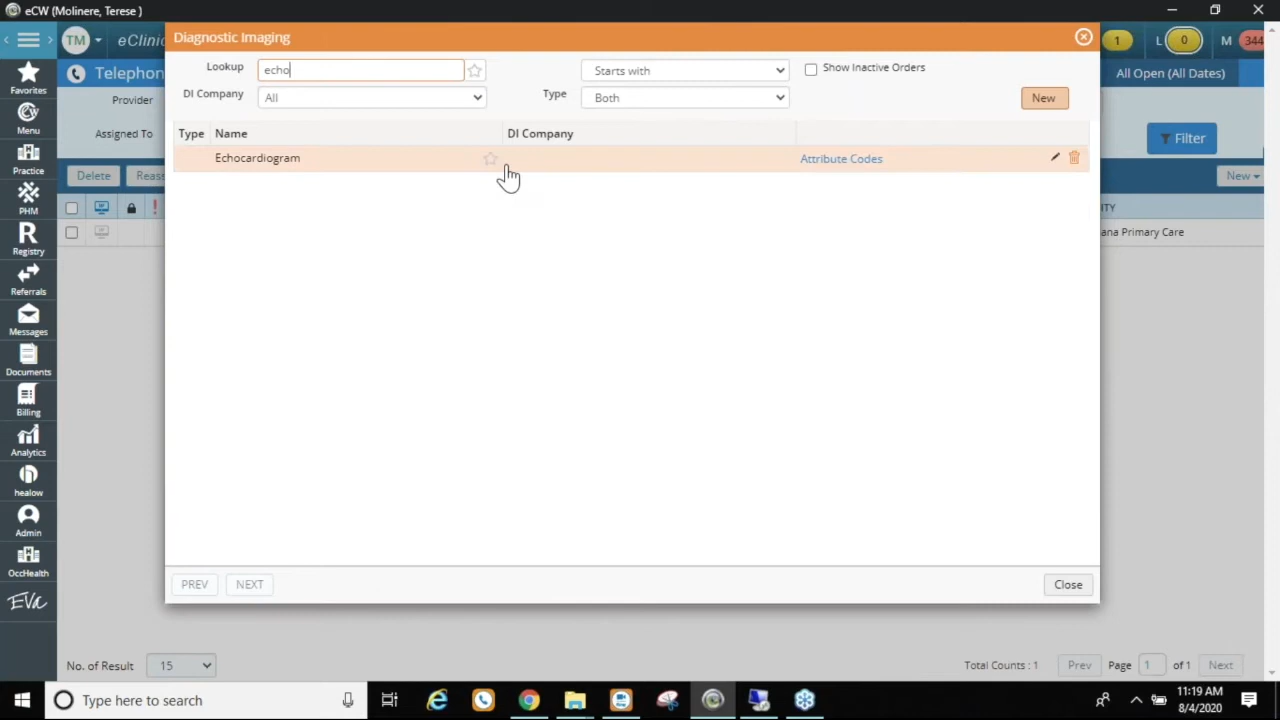 eCW (Molinere, Terese )
TM
eClinic
1
L
0
M
344
Diagnostic Imaging
Telephon
All Open (All Dates)
Lookup
echo
Starts with
Show Inactive Orders
DI Company
All
Type
Both
New
Provider
Assigned To
Filter
Type
Name
DI Company
Echocardiogram
Attribute Codes
Delete
Reass
New
ITY
ana Primary Care
Favorites
Menu
Practice
PHM
R
Registry
Referrals
Messages
Documents
Billing
Analytics
healow
Admin
OccHealth
EVa
PREV
NEXT
Close
No. of Result
15
Total Counts : 1
Prev
Page
1
of 1
Next
Type here to search
11:19 AM
8/4/2020